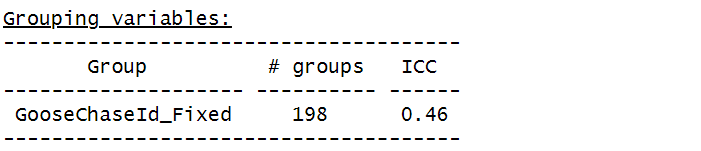 Grouping variables:
--------------------------------------
Group # groups ICC
-------------------- ---------- ------
GooseChaseId_Fixed 198 0.46
--------------------------------------